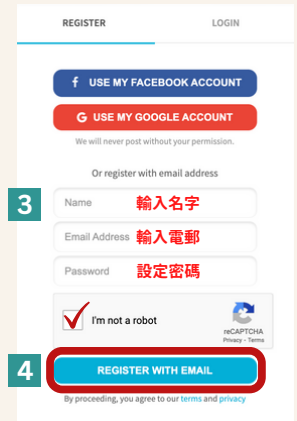 REGISTER LOGIN
f USE MY FACEBOOK ACCOUNT
G USE MY GOOGLE ACCOUNT
We will never post without your permission.
Or register with email address
3 Name 輸入名字
Email Address 輸入電郵
Password 設定密碼
I'm not a robot
reCAPTCHA
Privacy - Terms
4 REGISTER WITH EMAIL
By proceeding, you agree to our terms and privacy